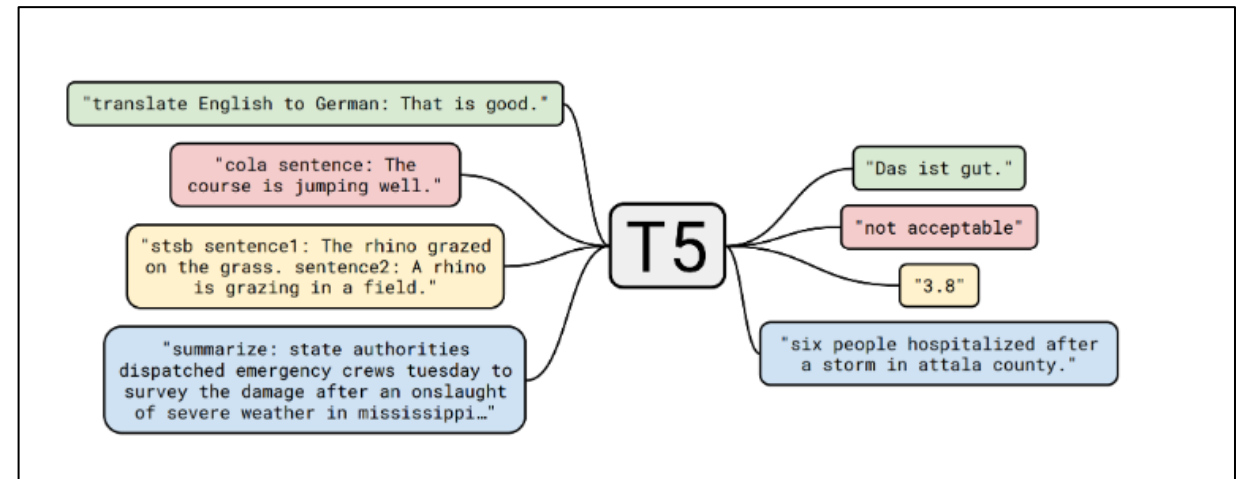 "translate English to German: That is good."
"cola sentence: The
course is jumping well."
"stsb sentence1: The rhino grazed
on the grass. sentence2: A rhino
is grazing in a field."
"summarize: state authorities
dispatched emergency crews tuesday to
survey the damage after an onslaught
of severe weather in mississippi…"
T5
"Das ist gut."
"not acceptable"
"3.8"
"six people hospitalized after
a storm in attala county."